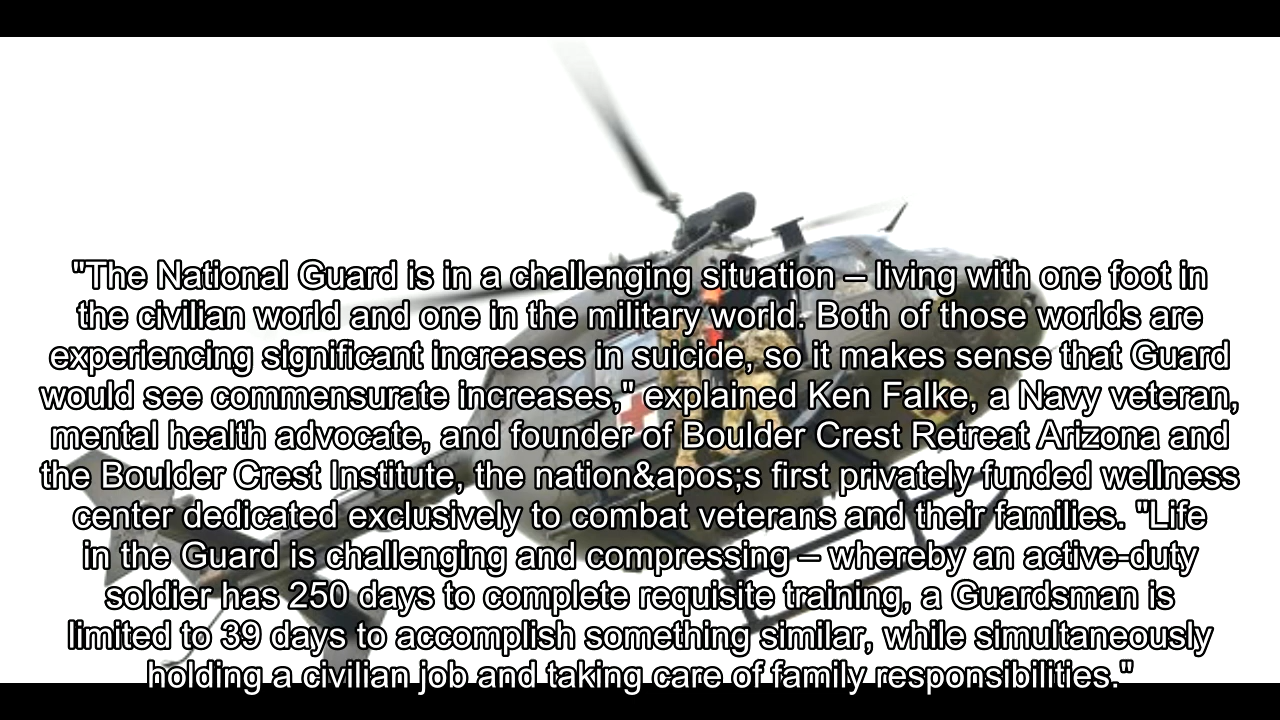 "The National Guard is in a challenging situation – living with one foot in
the civilian world and one in the military world. Both of those worlds are
experiencing significant increases in suicide, so it makes sense that Guard
would see commensurate increases," explained Ken Falke, a Navy veteran,
mental health advocate, and founder of Boulder Crest Retreat Arizona and
the Boulder Crest Institute, the nation&apos;s first privately funded wellness
center dedicated exclusively to combat veterans and their families. "Life
in the Guard is challenging and compressing – whereby an active-duty
soldier has 250 days to complete requisite training, a Guardsman is
limited to 39 days to accomplish something similar, while simultaneously
holding a civilian job and taking care of family responsibilities."